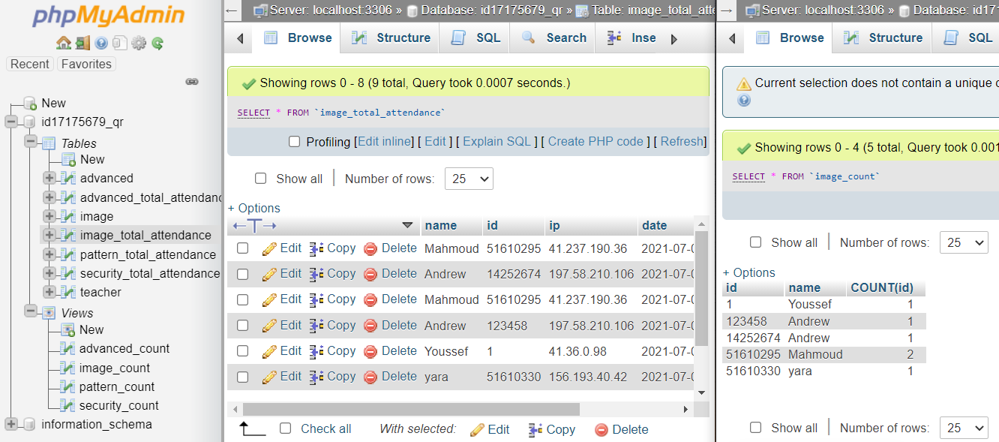 phpMyAdmin
Recent Favorites
New
id17175679_qr
Tables
New
advanced
advanced_total_attendanc
image
image_total_attendance
pattern_total_attendance
security_total_attendance
teacher
Views
New
advanced_count
image_count
pattern_count
security_count
information_schema
Server: localhost:3306 » Database: id17175679_qr » Table: image_total_atte
Browse Structure SQL Search Inse
Showing rows 0 - 8 (9 total, Query took 0.0007 seconds.)
SELECT * FROM `image_total_attendance`
Profiling [Edit inline] [ Edit ] [ Explain SQL ] [ Create PHP code ] [ Refresh]
Show all Number of rows: 25
+ Options
name id ip date
Edit Copy Delete Mahmoud 51610295 41.237.190.36 2021-07-0
Edit Copy Delete Andrew 14252674 197.58.210.106 2021-07-0
Edit Copy Delete Mahmoud 51610295 41.237.190.36 2021-07-0
Edit Copy Delete Andrew 123458 197.58.210.106 2021-07-0
Edit Copy Delete Youssef 1 41.36.0.98 2021-07-0
Edit Copy Delete yara 51610330 156.193.40.42 2021-07-0
Check all With selected: Edit Copy Delete
Server: localhost:3306 » Database: id17
Browse Structure SQL
Current selection does not contain a unique c
Showing rows 0 - 4 (5 total, Query took 0.001
SELECT * FROM `image_count`
Show all Number of rows: 25
+ Options
id name COUNT(id)
1 Youssef 1
123458 Andrew 1
14252674 Andrew 1
51610295 Mahmoud 2
51610330 yara 1
Show all Number of rows: 25